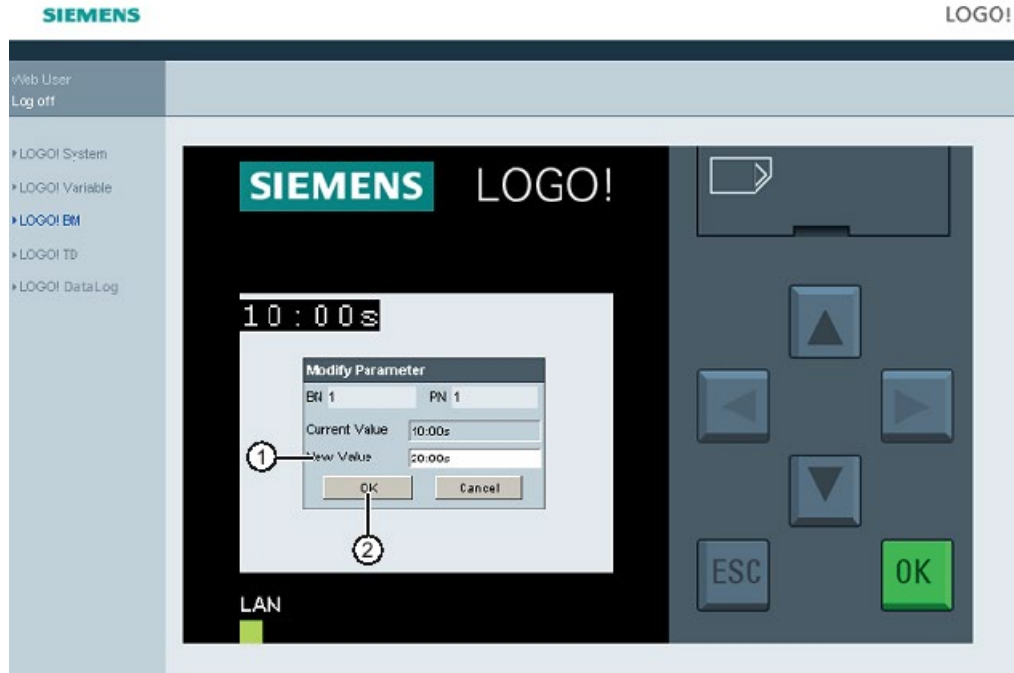 SIEMENS
LOGO!
Web User
Log off
LOGO! System
LOGO! Variable
LOGO! BM
LOGO! TD
LOGO! DataLog
SIEMENS LOGO!
10:00s
Modify Parameter
BN 1 PN 1
Current Value 10:00s
1 New Value 20:00s
OK Cancel
2
LAN
ESC OK